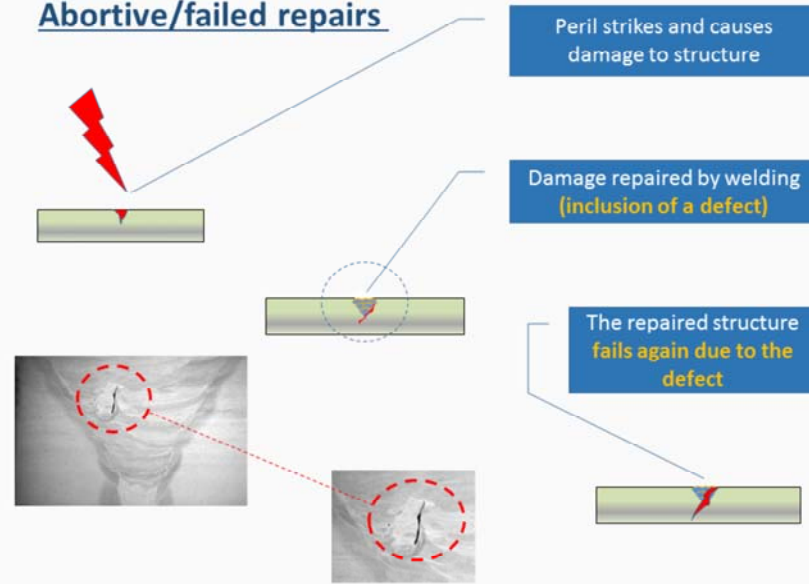 Abortive/failed repairs
Peril strikes and causes
damage to structure
Damage repaired by welding
(inclusion of a defect)
The repaired structure
fails again due to the
defect